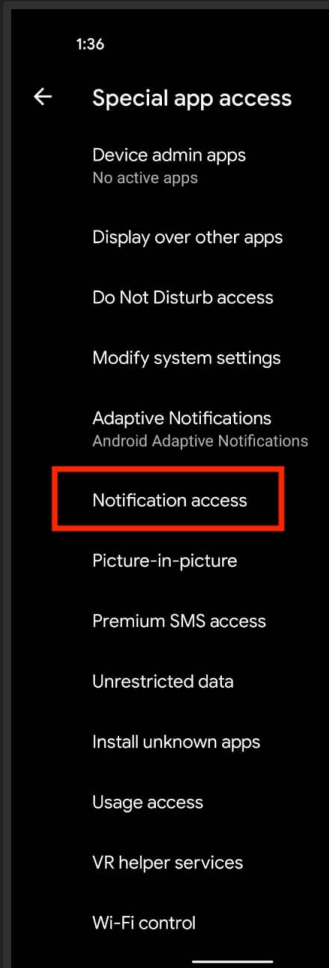 1:36
Special app access
Device admin apps
No active apps
Display over other apps
Do Not Disturb access
Modify system settings
Adaptive Notifications
Android Adaptive Notifications
Notification access
Picture-in-picture
Premium SMS access
Unrestricted data
Install unknown apps
Usage access
VR helper services
Wi-Fi control